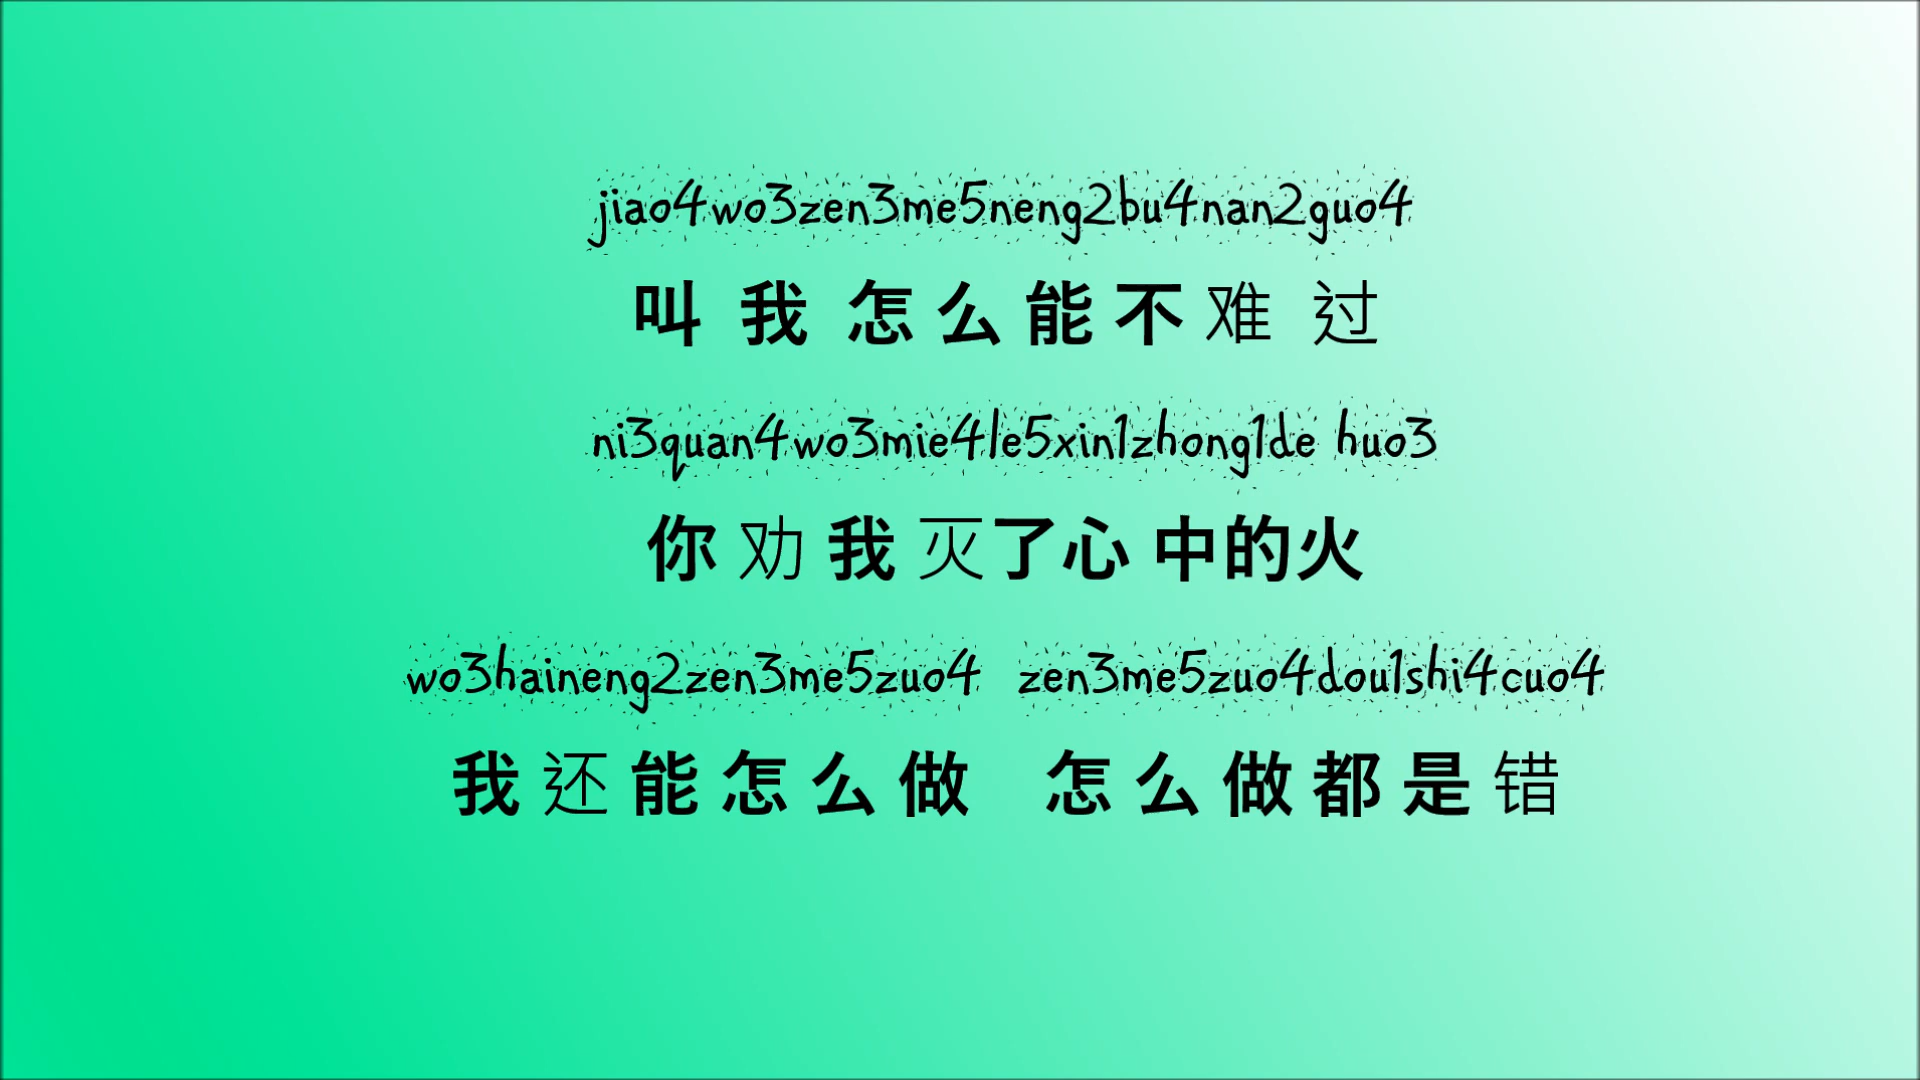 jiao4wo3zen3me5neng2bu4nan2guo4
叫 我 怎 么 能 不 难 过
ni3quan4wo3mie4le5xin1zhong1de huo3
你 劝 我 灭了心 中的火
wo3haineng2zen3me5zuo4 zen3me5zuo4dou1shi4cuo4
我 还 能 怎 么 做 怎 么 做 都 是 错